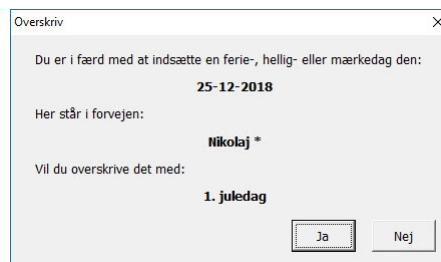 Overskriv
Du er i færd med at indsætte en ferie-, hellig- eller mærkedag den:
25-12-2018
Her står i forvejen:
Nikolaj *
Vil du overskrive det med:
1. juledag
Ja Nej